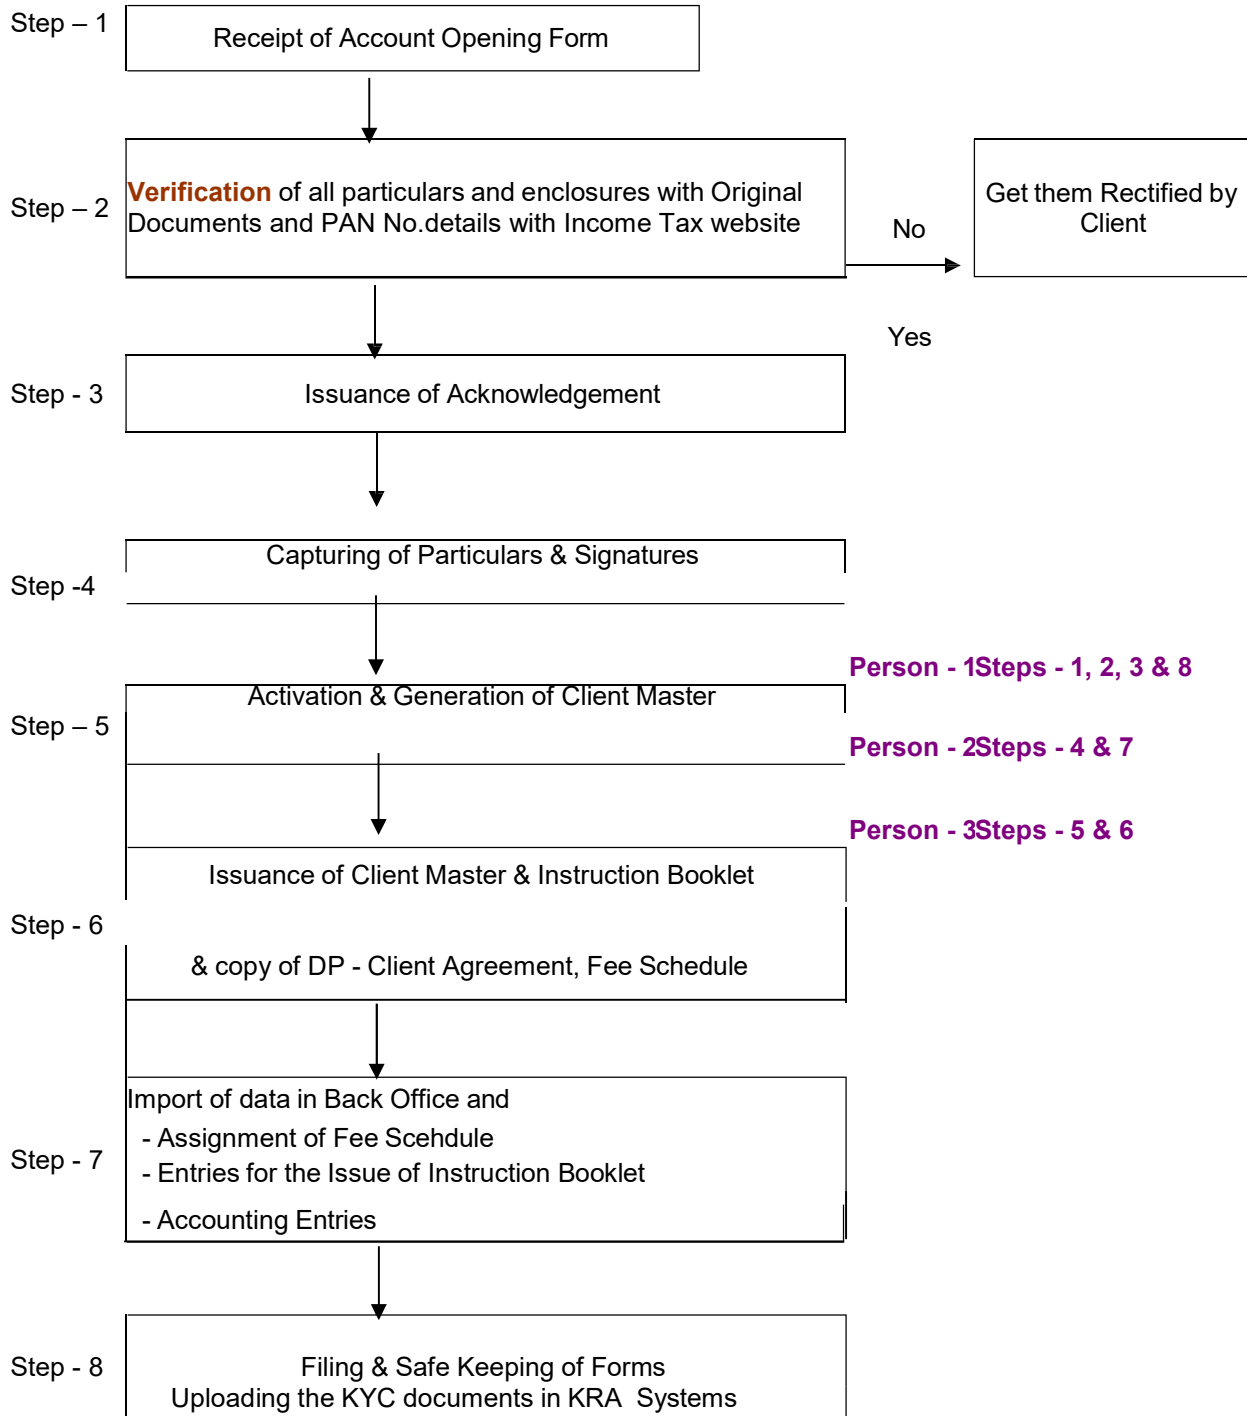 Step – 1
Receipt of Account Opening Form
Step – 2
Verification of all particulars and enclosures with Original
Documents and PAN No.details with Income Tax website
No
Get them Rectified by
Client
Yes
Step - 3
Issuance of Acknowledgement
Capturing of Particulars & Signatures
Step -4
Person - 1Steps - 1, 2, 3 & 8
Activation & Generation of Client Master
Step – 5
Person - 2Steps - 4 & 7
Person - 3Steps - 5 & 6
Issuance of Client Master & Instruction Booklet
Step - 6
& copy of DP - Client Agreement, Fee Schedule
Import of data in Back Office and
- Assignment of Fee Scehdule
Step - 7
- Entries for the Issue of Instruction Booklet
- Accounting Entries
Step - 8
Filing & Safe Keeping of Forms
Uploading the KYC documents in KRA Systems